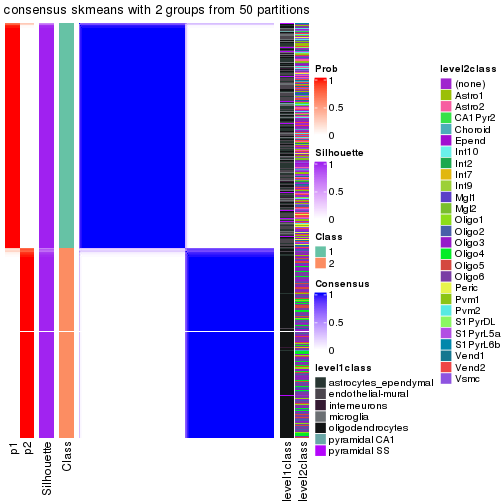 consensus skmeans with 2 groups from 50 partitions
p1
p2
Silhouette
Class
level1class
level2class
Prob
1
0.5
0
Silhouette
1
0.5
0
Class
1
2
Consensus
1
0.5
0
level1class
astrocytes_ependymal
endothelial-mural
interneurons
microglia
oligodendrocytes
pyramidal CA1
pyramidal SS
level2class
(none)
Astro1
Astro2
CA1Pyr2
Choroid
Epend
Int10
Int2
Int7
Int9
Mgl1
Mgl2
Oligo1
Oligo2
Oligo3
Oligo4
Oligo5
Oligo6
Peric
Pvm1
Pvm2
S1PyrDL
S1PyrL5a
S1PyrL6b
Vend1
Vend2
Vsmc